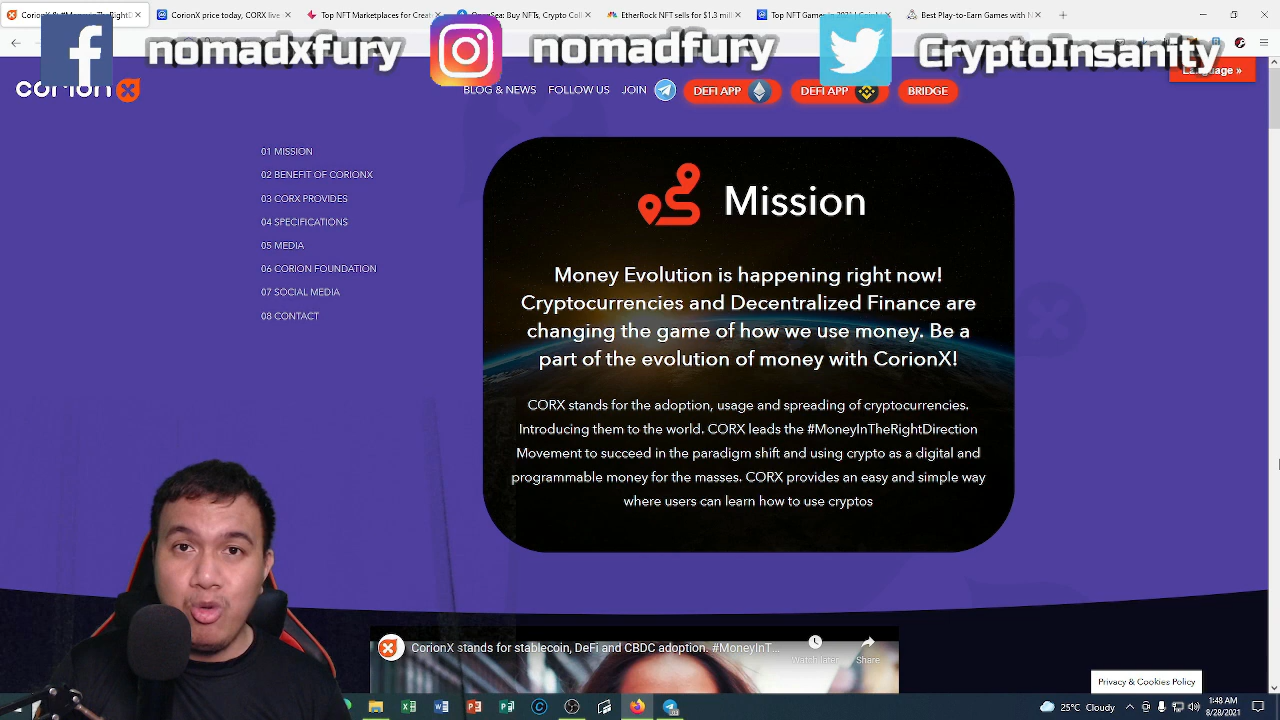 nomadxfury
nomadfury
CryptoInsanity
Corion
Language »
BLOG & NEWS
FOLLOW US
JOIN
DEFI APP
DEFI APP
BRIDGE
01 MISSION
02 BENEFIT OF CORIONX
03 CORX PROVIDES
04 SPECIFICATIONS
05 MEDIA
06 CORION FOUNDATION
07 SOCIAL MEDIA
08 CONTACT
Mission
Money Evolution is happening right now!
Cryptocurrencies and Decentralized Finance are
changing the game of how we use money. Be a
part of the evolution of money with CorionX!
CORX stands for the adoption, usage and spreading of cryptocurrencies.
Introducing them to the world. CORX leads the #MoneyInTheRightDirection
Movement to succeed in the paradigm shift and using crypto as a digital and
programmable money for the masses. CORX provides an easy and simple way
where users can learn how to use cryptos
CorionX stands for stablecoin, DeFi and CBDC adoption. #MoneyInT...
Watch later
Share
Privacy & Cookies Policy
25°C Cloudy
1:48 AM
8/28/2021